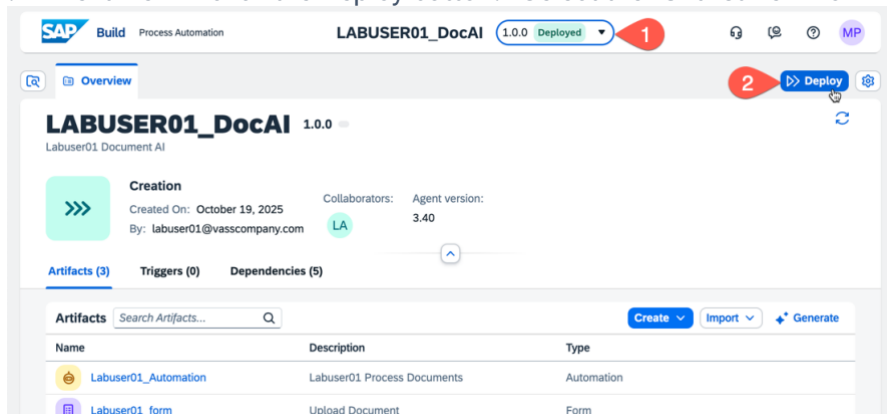 SAP Build Process Automation LABUSER01_DocAI 1.0.0 Deployed 1 MP
Overview 2 Deploy
LABUSER01_DocAI 1.0.0
Labuser01 Document AI
Creation
Created On: October 19, 2025
By: labuser01@vasscompany.com
Collaborators:
LA
Agent version:
3.40
Artifacts (3) Triggers (0) Dependencies (5)
Artifacts Search Artifacts... Create Import Generate
Name Description Type
Labuser01_Automation Labuser01 Process Documents Automation
Labuser01_form Upload Document Form